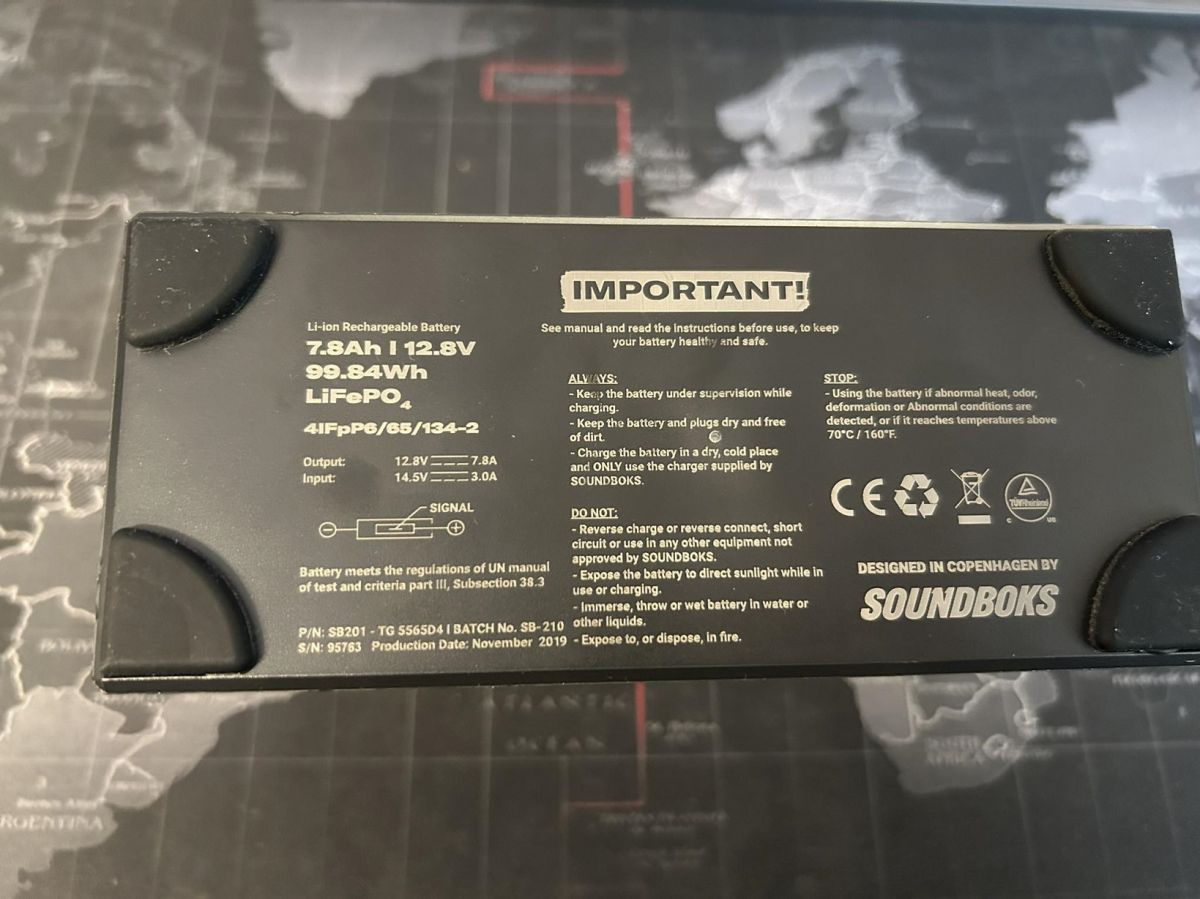 IMPORTANT!
See manual and read the instructions before use, to keep
your battery healthy and safe.
Li-ion Rechargeable Battery
7.8Ah | 12.8V
99.84Wh
LiFePO4
4IFpP6/65/134-2
Output: 12.8V 7.8A
Input: 14.5V 3.0A
SIGNAL
Battery meets the regulations of UN manual
of test and criteria part III, Subsection 38.3
P/N: SB201 - TG 5565D4 | BATCH No. SB-210
S/N: 95763 Production Date: November 2019
ALWAYS:
- Keep the battery under supervision while
charging.
- Keep the battery and plugs dry and free
of dirt.
- Charge the battery in a dry, cold place
and ONLY use the charger supplied by
SOUNDBOKS.
DO NOT:
- Reverse charge or reverse connect, short
circuit or use in any other equipment not
approved by SOUNDBOKS.
- Expose the battery to direct sunlight while in
use or charging.
- Immerse, throw or wet battery in water or
other liquids.
- Expose to, or dispose, in fire.
STOP:
- Using the battery if abnormal heat, odor,
deformation or Abnormal conditions are
detected, or if it reaches temperatures above
70°C / 160°F.
CE
TÜVRheinland
C US
DESIGNED IN COPENHAGEN BY
SOUNDBOKS
ATLANTIC
OCEAN
SOUTH
AFRICA
ARGENTINA